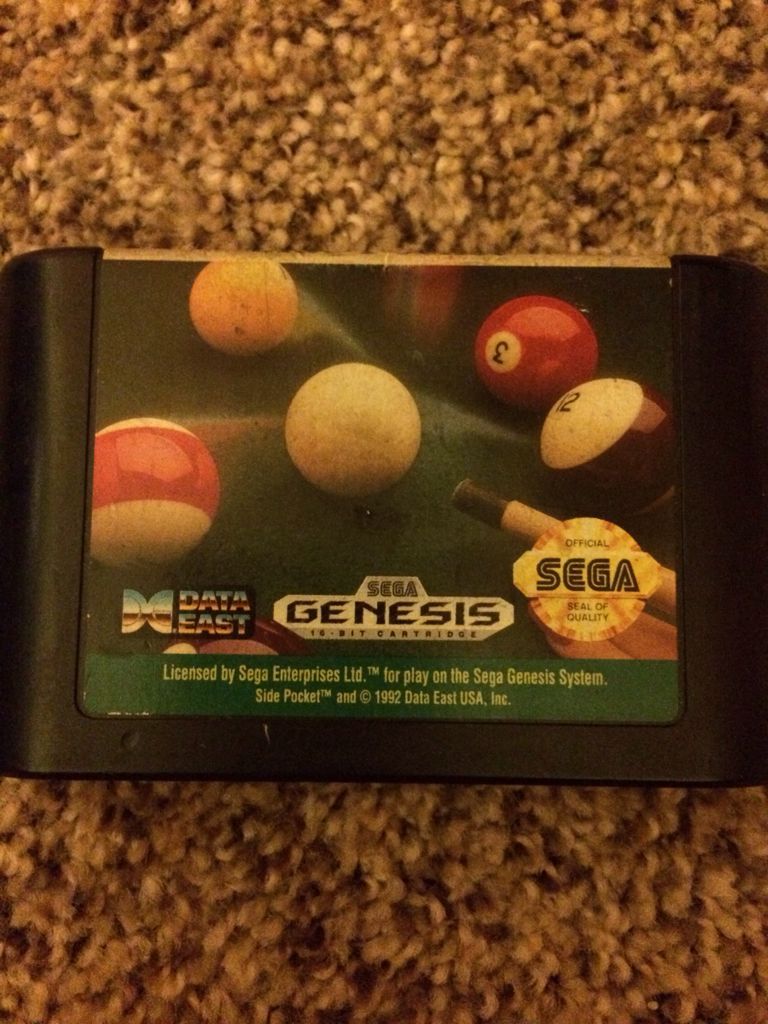 3
12
DATA
EAST
SEGA
GENESIS
16-BIT CARTRIDGE
OFFICIAL
SEGA
SEAL OF
QUALITY
Licensed by Sega Enterprises Ltd.™ for play on the Sega Genesis System.
Side Pocket™ and © 1992 Data East USA, Inc.